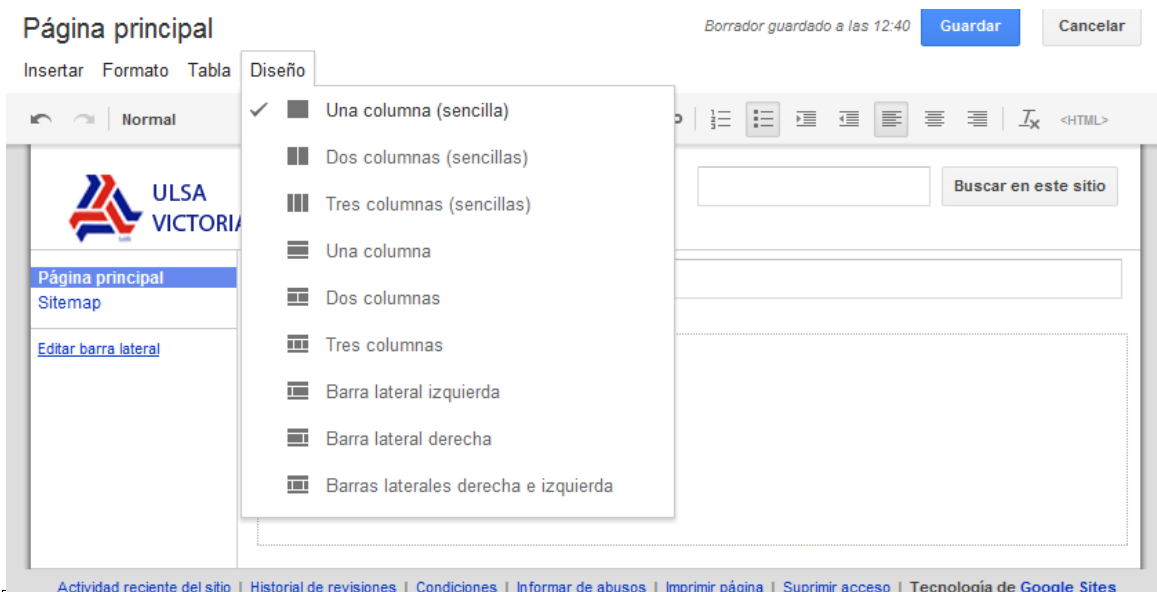 Página principal
Borrador guardado a las 12:40 Guardar Cancelar
Insertar Formato Tabla Diseño
Normal
<HTML>
Una columna (sencilla)
Dos columnas (sencillas)
Tres columnas (sencillas)
Una columna
Dos columnas
Tres columnas
Barra lateral izquierda
Barra lateral derecha
Barras laterales derecha e izquierda
ULSA
VICTORIA
Buscar en este sitio
Página principal
Sitemap
Editar barra lateral
Actividad reciente del sitio | Historial de revisiones | Condiciones | Informar de abusos | Imprimir página | Suprimir acceso | Tecnología de Google Sites